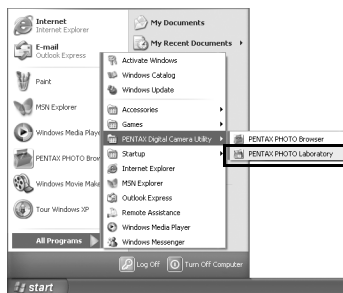 Internet
Internet Explorer
E-mail
Outlook Express
Paint
MSN Explorer
Windows Media Playe
PENTAX PHOTO Brow
Windows Movie Make
Tour Windows XP
All Programs
My Documents
My Recent Documents
Activate Windows
Windows Catalog
Windows Update
Accessories
Games
PENTAX Digital Camera Utility
Startup
Internet Explorer
MSN Explorer
Outlook Express
Remote Assistance
Windows Media Player
Windows Messenger
PENTAX PHOTO Browser
PENTAX PHOTO Laboratory
Log Off
Turn Off Computer
start